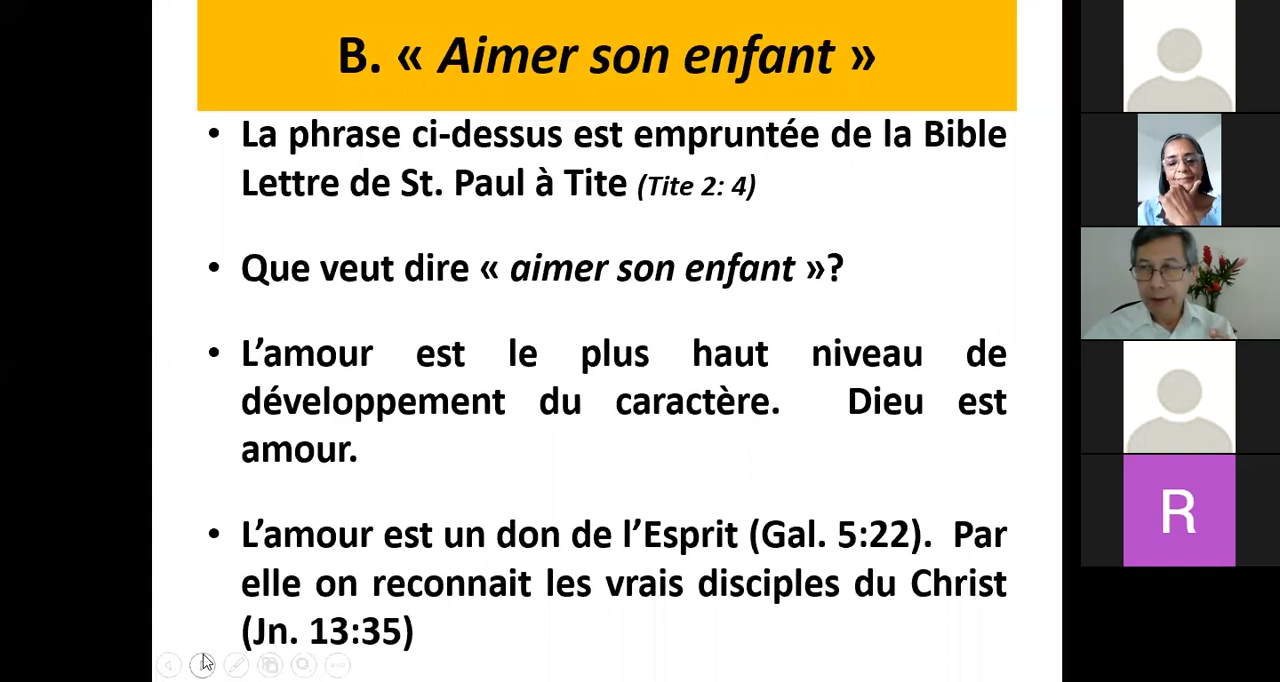 B. « Aimer son enfant »
• La phrase ci-dessus est empruntée de la Bible
Lettre de St. Paul à Tite (Tite 2: 4)
• Que veut dire « aimer son enfant »?
• L’amour est le plus haut niveau de
développement du caractère. Dieu est
amour.
• L’amour est un don de l’Esprit (Gal. 5:22). Par
elle on reconnait les vrais disciples du Christ
(Jn. 13:35)
R